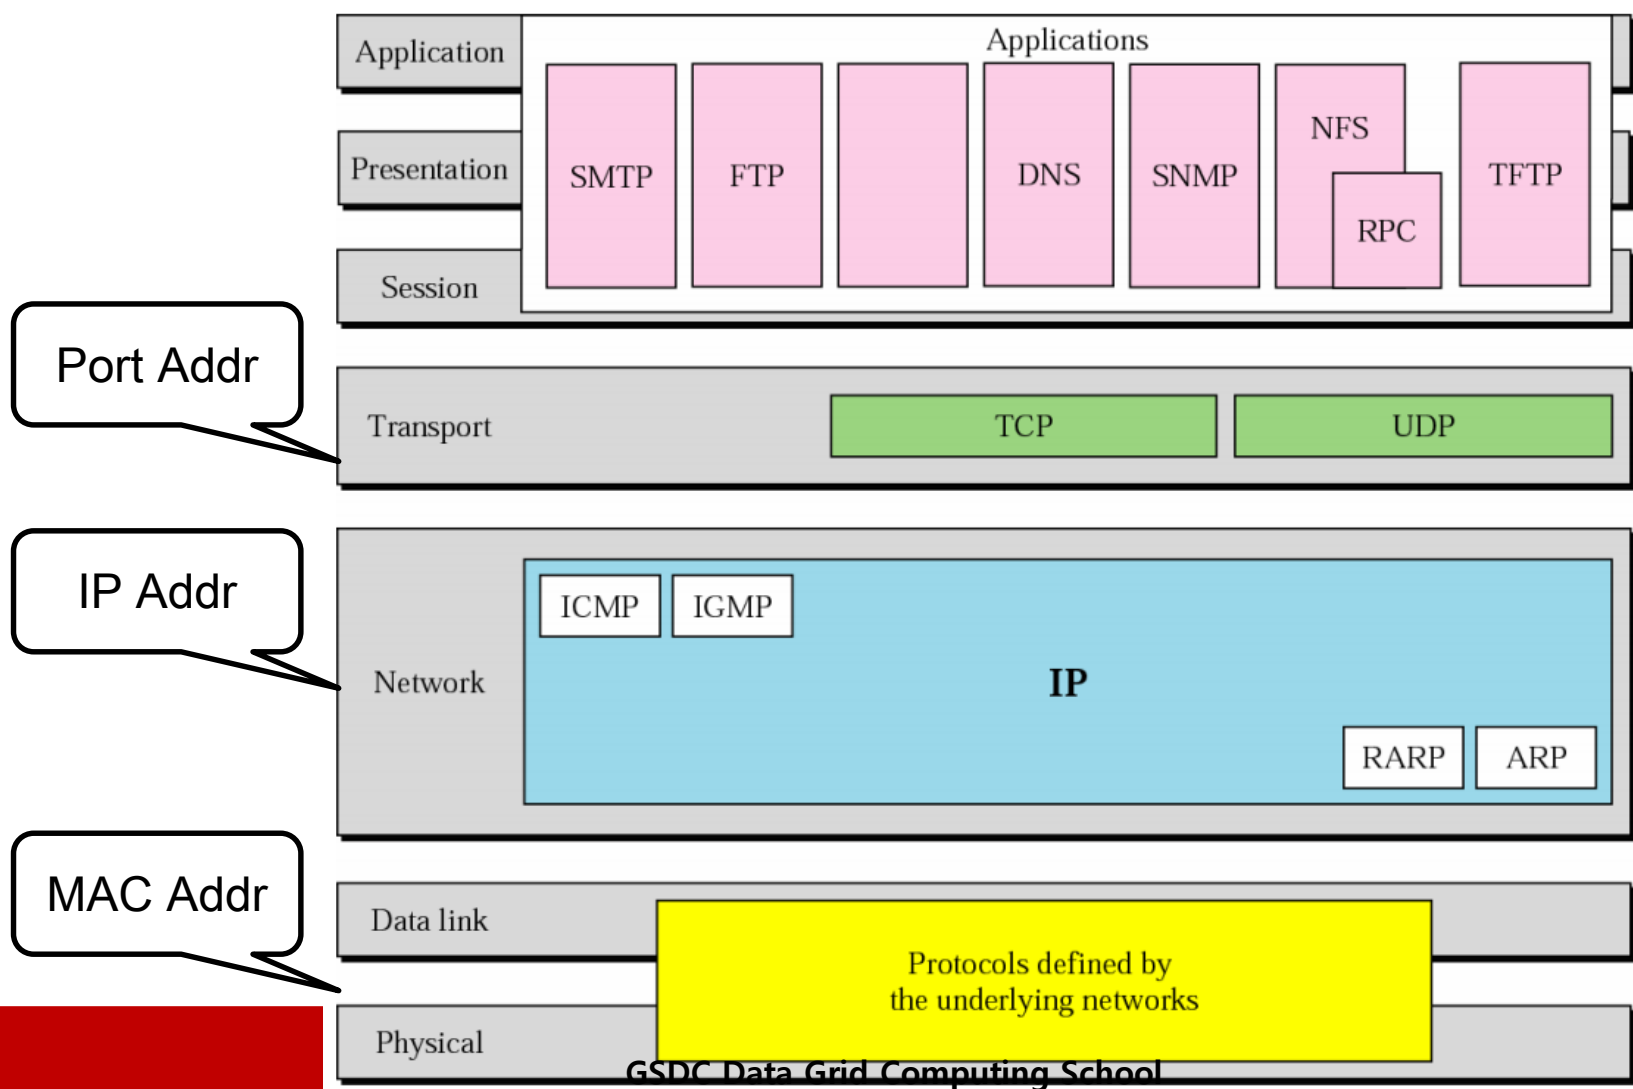 Application
Applications
Presentation
SMTP
FTP
DNS
SNMP
NFS
RPC
TFTP
Session
Port Addr
Transport
TCP
UDP
IP Addr
ICMP
IGMP
Network
IP
RARP
ARP
MAC Addr
Data link
Protocols defined by
the underlying networks
Physical
GSDC Data Grid Computing School